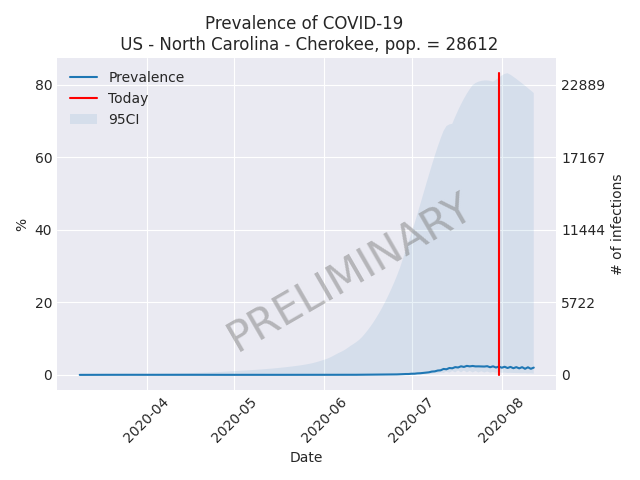 Prevalence of COVID-19
US - North Carolina - Cherokee, pop. = 28612
Prevalence
Today
95CI
80
60
40
20
0
%
22889
17167
11444
5722
0
# of infections
PRELIMINARY
2020-04
2020-05
2020-06
2020-07
2020-08
Date